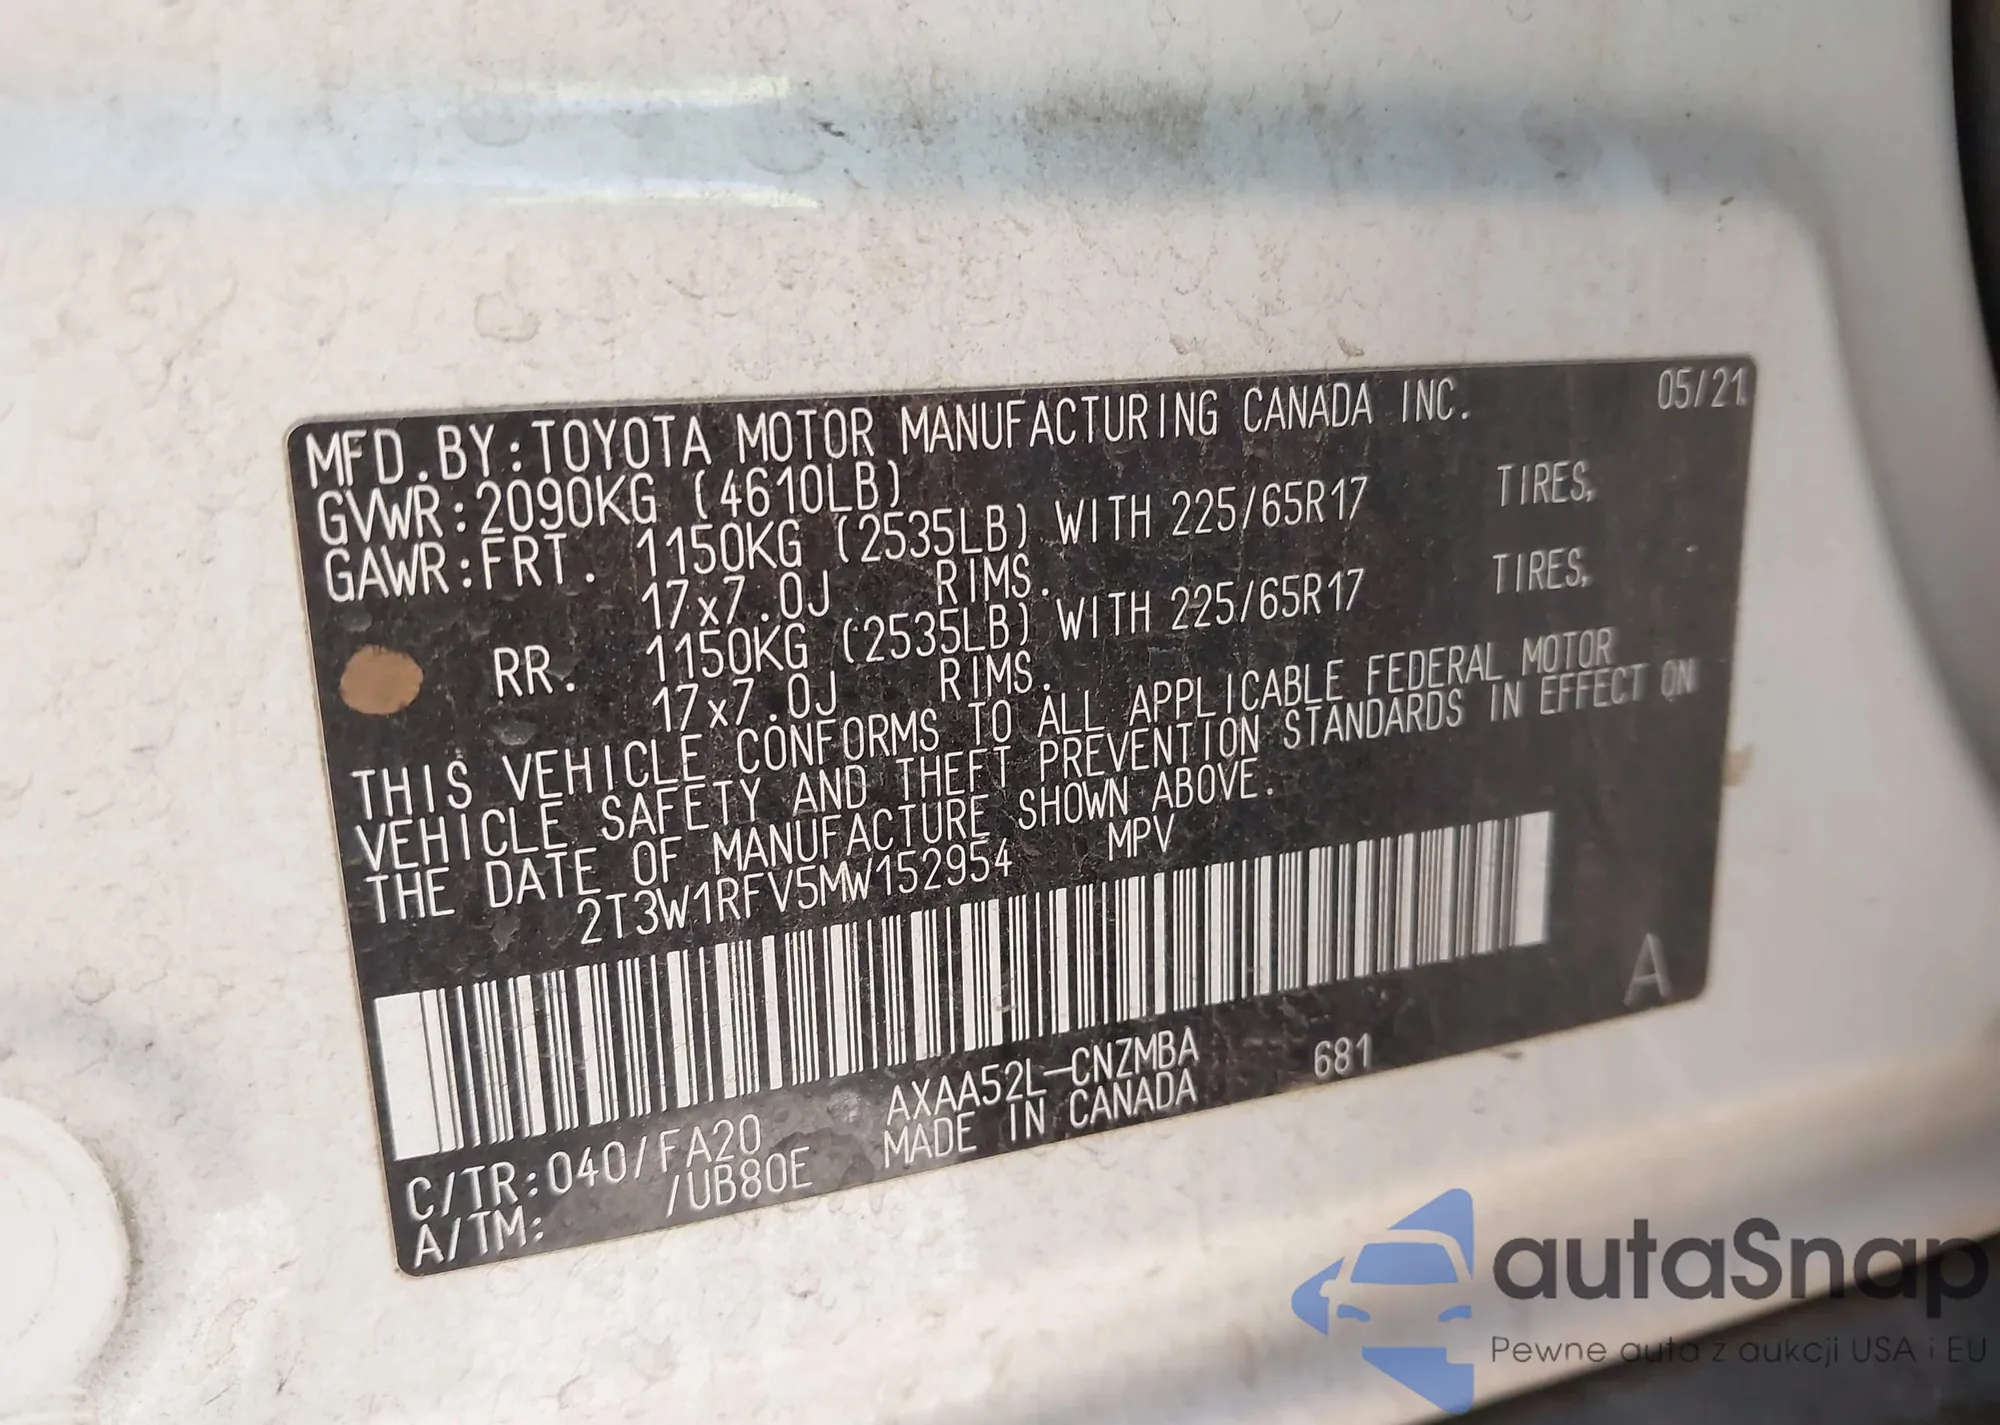 MFD.BY:TOYOTA MOTOR MANUFACTURING CANADA INC. 05/21
GVWR:2090KG (4610LB)
GAWR:FRT. 1150KG (2535LB) WITH 225/65R17 TIRES,
17x7.0J RIMS.
RR. 1150KG (2535LB) WITH 225/65R17 TIRES,
17x7.0J RIMS.
THIS VEHICLE CONFORMS TO ALL APPLICABLE FEDERAL MOTOR
VEHICLE SAFETY AND THEFT PREVENTION STANDARDS IN EFFECT ON
THE DATE OF MANUFACTURE SHOWN ABOVE.
2T3W1RFV5MW152954 MPV
A
C/TR:040/FA20 AXAA52L-CNZMBA 681
A/TM: /UB80E MADE IN CANADA
autaSnap
Pewne auta z aukcji USA i EU